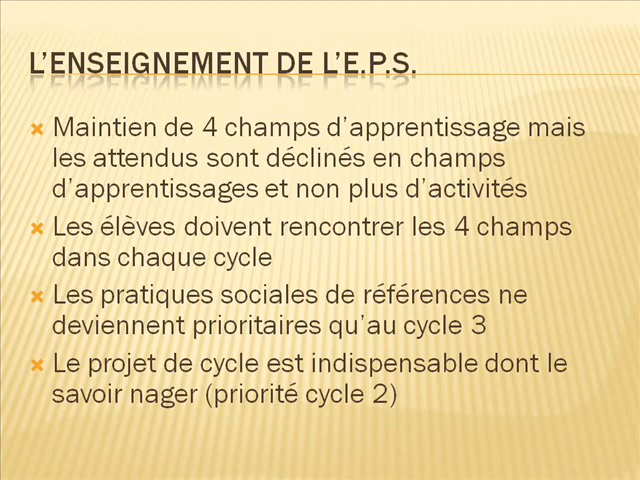 L’ENSEIGNEMENT DE L’E.P.S.
Maintien de 4 champs d’apprentissage mais
les attendus sont déclinés en champs
d’apprentissages et non plus d’activités
Les élèves doivent rencontrer les 4 champs
dans chaque cycle
Les pratiques sociales de références ne
deviennent prioritaires qu’au cycle 3
Le projet de cycle est indispensable dont le
savoir nager (priorité cycle 2)